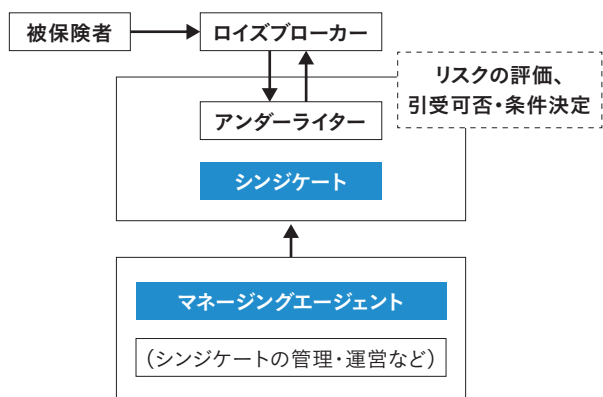 被保険者
ロイズブローカー
リスクの評価、
引受可否・条件決定
アンダーライター
シンジケート
マネージングエージェント
（シンジケートの管理・運営など）